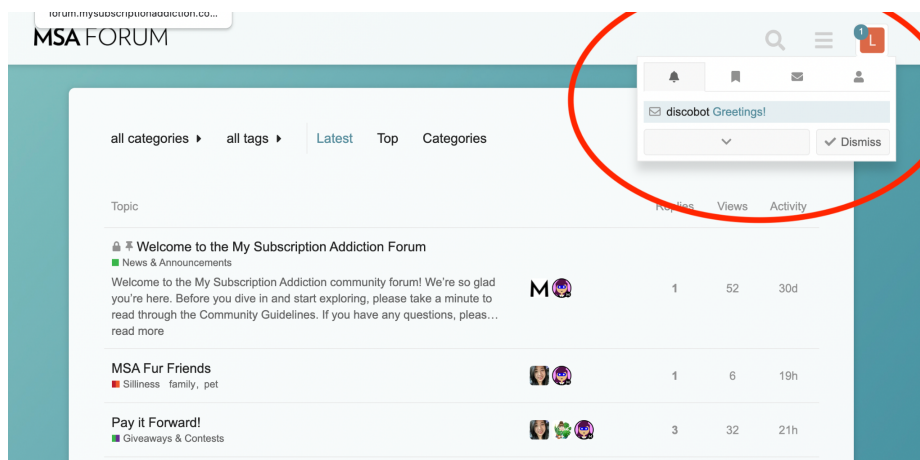 forum.mysubscriptionaddiction.co...
MSA FORUM
1
L
discobot Greetings!
Dismiss
all categories
all tags
Latest
Top
Categories
Topic
Replies
Views
Activity
Welcome to the My Subscription Addiction Forum
News & Announcements
Welcome to the My Subscription Addiction community forum! We're so glad
you're here. Before you dive in and start exploring, please take a minute to
read through the Community Guidelines. If you have any questions, pleas...
read more
M
1
52
30d
MSA Fur Friends
Silliness family, pet
1
6
19h
Pay it Forward!
Giveaways & Contests
3
32
21h